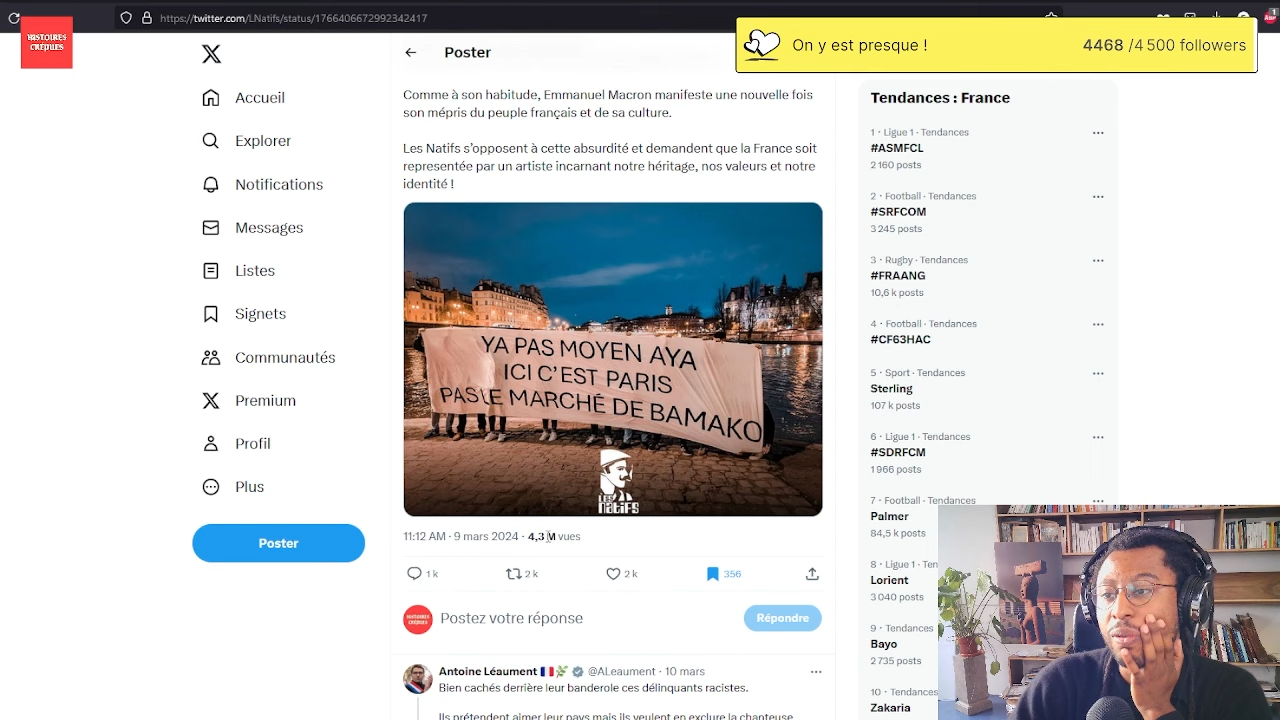 https://twitter.com/LNatifs/status/1766406672992342417
HISTOIRES
CRÉPUES
On y est presque !
4468 /4 500 followers
Accueil
Explorer
Notifications
Messages
Listes
Signets
Communautés
Premium
Profil
Plus
Poster
Poster
Comme à son habitude, Emmanuel Macron manifeste une nouvelle fois
son mépris du peuple français et de sa culture.
Les Natifs s'opposent à cette absurdité et demandent que la France soit
representée par un artiste incarnant notre héritage, nos valeurs et notre
identité !
YA PAS MOYEN AYA
ICI C'EST PARIS
PAS LE MARCHÉ DE BAMAKO
LES
NATIFS
11:12 AM · 9 mars 2024 · 4,3 M vues
1 k
2 k
2 k
356
HISTOIRES
CRÉPUES
Postez votre réponse
Répondre
Antoine Léaument @ALeaument · 10 mars
Bien cachés derrière leur banderole ces délinquants racistes.
Ils prétendent aimer leur pays mais ils veulent en exclure la chanteuse
Tendances : France
1 · Ligue 1 · Tendances
#ASMFCL
2 160 posts
2 · Football · Tendances
#SRFCOM
3 245 posts
3 · Rugby · Tendances
#FRAANG
10,6 k posts
4 · Football · Tendances
#CF63HAC
5 · Sport · Tendances
Sterling
107 k posts
6 · Ligue 1 · Tendances
#SDRFCM
1 966 posts
7 · Football · Tendances
Palmer
84,5 k posts
8 · Ligue 1 · Ten
Lorient
3 040 posts
9 · Tendances
Bayo
2 735 posts
10 · Tendances
Zakaria